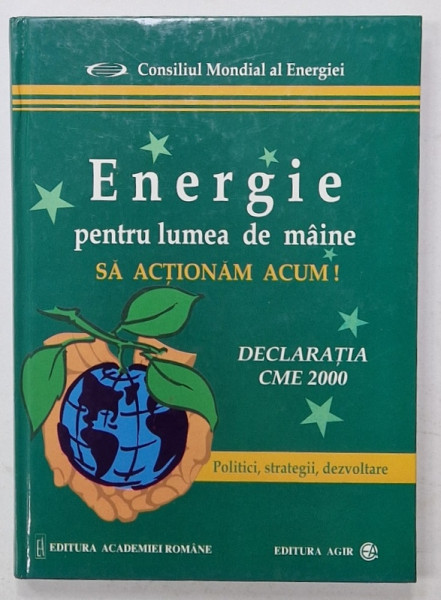 Consiliul Mondial al Energiei
Energie
pentru lumea de mâine
SĂ ACȚIONĂM ACUM !
DECLARAȚIA
CME 2000
Politici, strategii, dezvoltare
EDITURA ACADEMIEI ROMÂNE
EDITURA AGIR